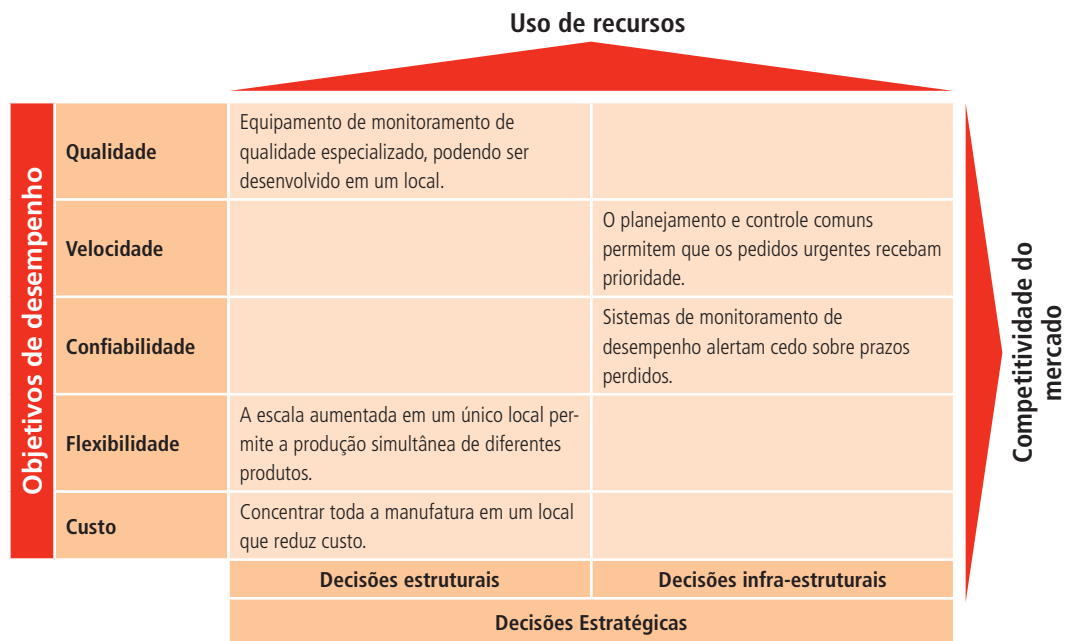 Uso de recursos
Objetivos de desempenho
Qualidade
Equipamento de monitoramento de
qualidade especializado, podendo ser
desenvolvido em um local.
Velocidade
O planejamento e controle comuns
permitem que os pedidos urgentes recebam
prioridade.
Confiabilidade
Sistemas de monitoramento de
desempenho alertam cedo sobre prazos
perdidos.
Flexibilidade
A escala aumentada em um único local per-
mite a produção simultânea de diferentes
produtos.
Custo
Concentrar toda a manufatura em um local
que reduz custo.
Decisões estruturais
Decisões infra-estruturais
Decisões Estratégicas
Competitividade do
mercado